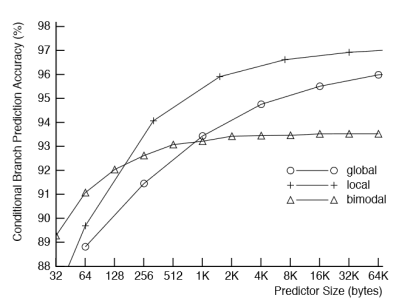 Conditional Branch Prediction Accuracy (%)
98
97
96
95
94
93
92
91
90
89
88
global
local
bimodal
32 64 128 256 512 1K 2K 4K 8K 16K 32K 64K
Predictor Size (bytes)